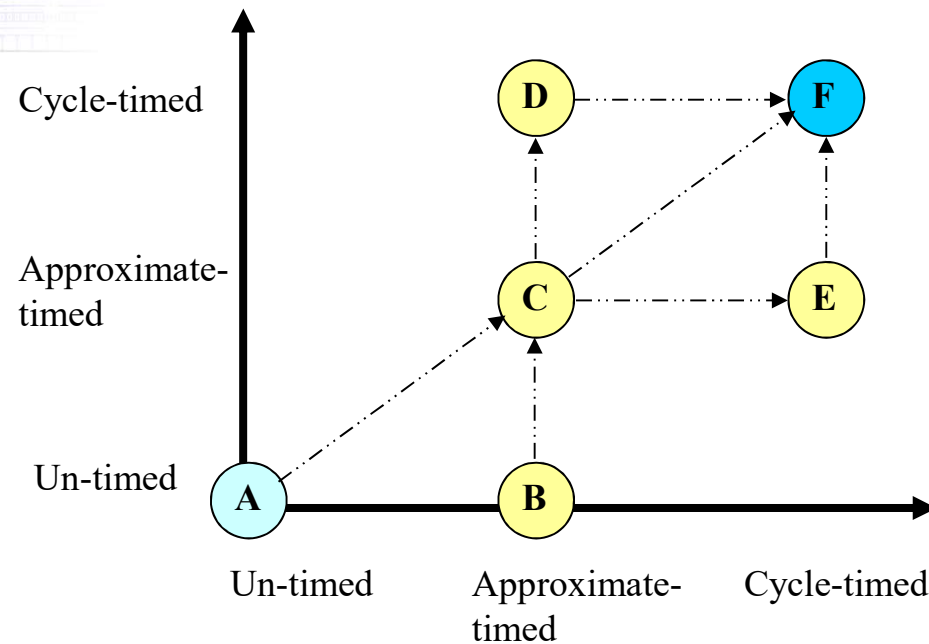 Cycle-timed
D
F
Approximate-
timed
C
E
Un-timed
A
B
Un-timed
Approximate-
timed
Cycle-timed